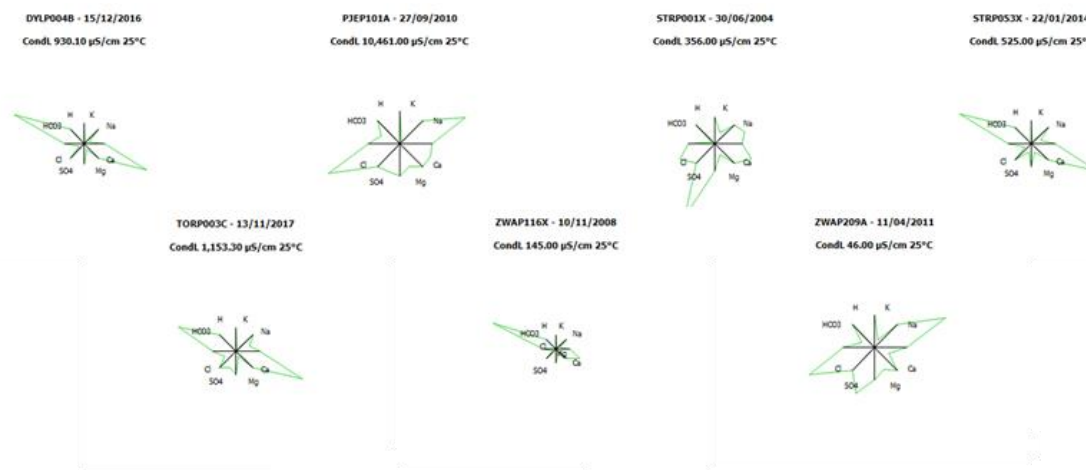 DYLP004B - 15/12/2016
CondL 930.10 µS/cm 25°C
H K
HCO3 Na
Cl Ca
SO4 Mg
PJEP101A - 27/09/2010
CondL 10,461.00 µS/cm 25°C
H K
HCO3 Na
Cl Ca
SO4 Mg
STRP001X - 30/06/2004
CondL 356.00 µS/cm 25°C
H K
HCO3 Na
Cl Ca
SO4 Mg
STRP053X - 22/01/2014
CondL 525.00 µS/cm 25°
H K
HCO3 Na
Cl Ca
SO4 Mg
TORP003C - 13/11/2017
CondL 1,153.30 µS/cm 25°C
H K
HCO3 Na
Cl Ca
SO4 Mg
ZWAP116X - 10/11/2008
CondL 145.00 µS/cm 25°C
H K
HCO3 Na
Cl Mg
SO4 Ca
ZWAP209A - 11/04/2011
CondL 46.00 µS/cm 25°C
H K
HCO3 Na
Cl Ca
SO4 Mg